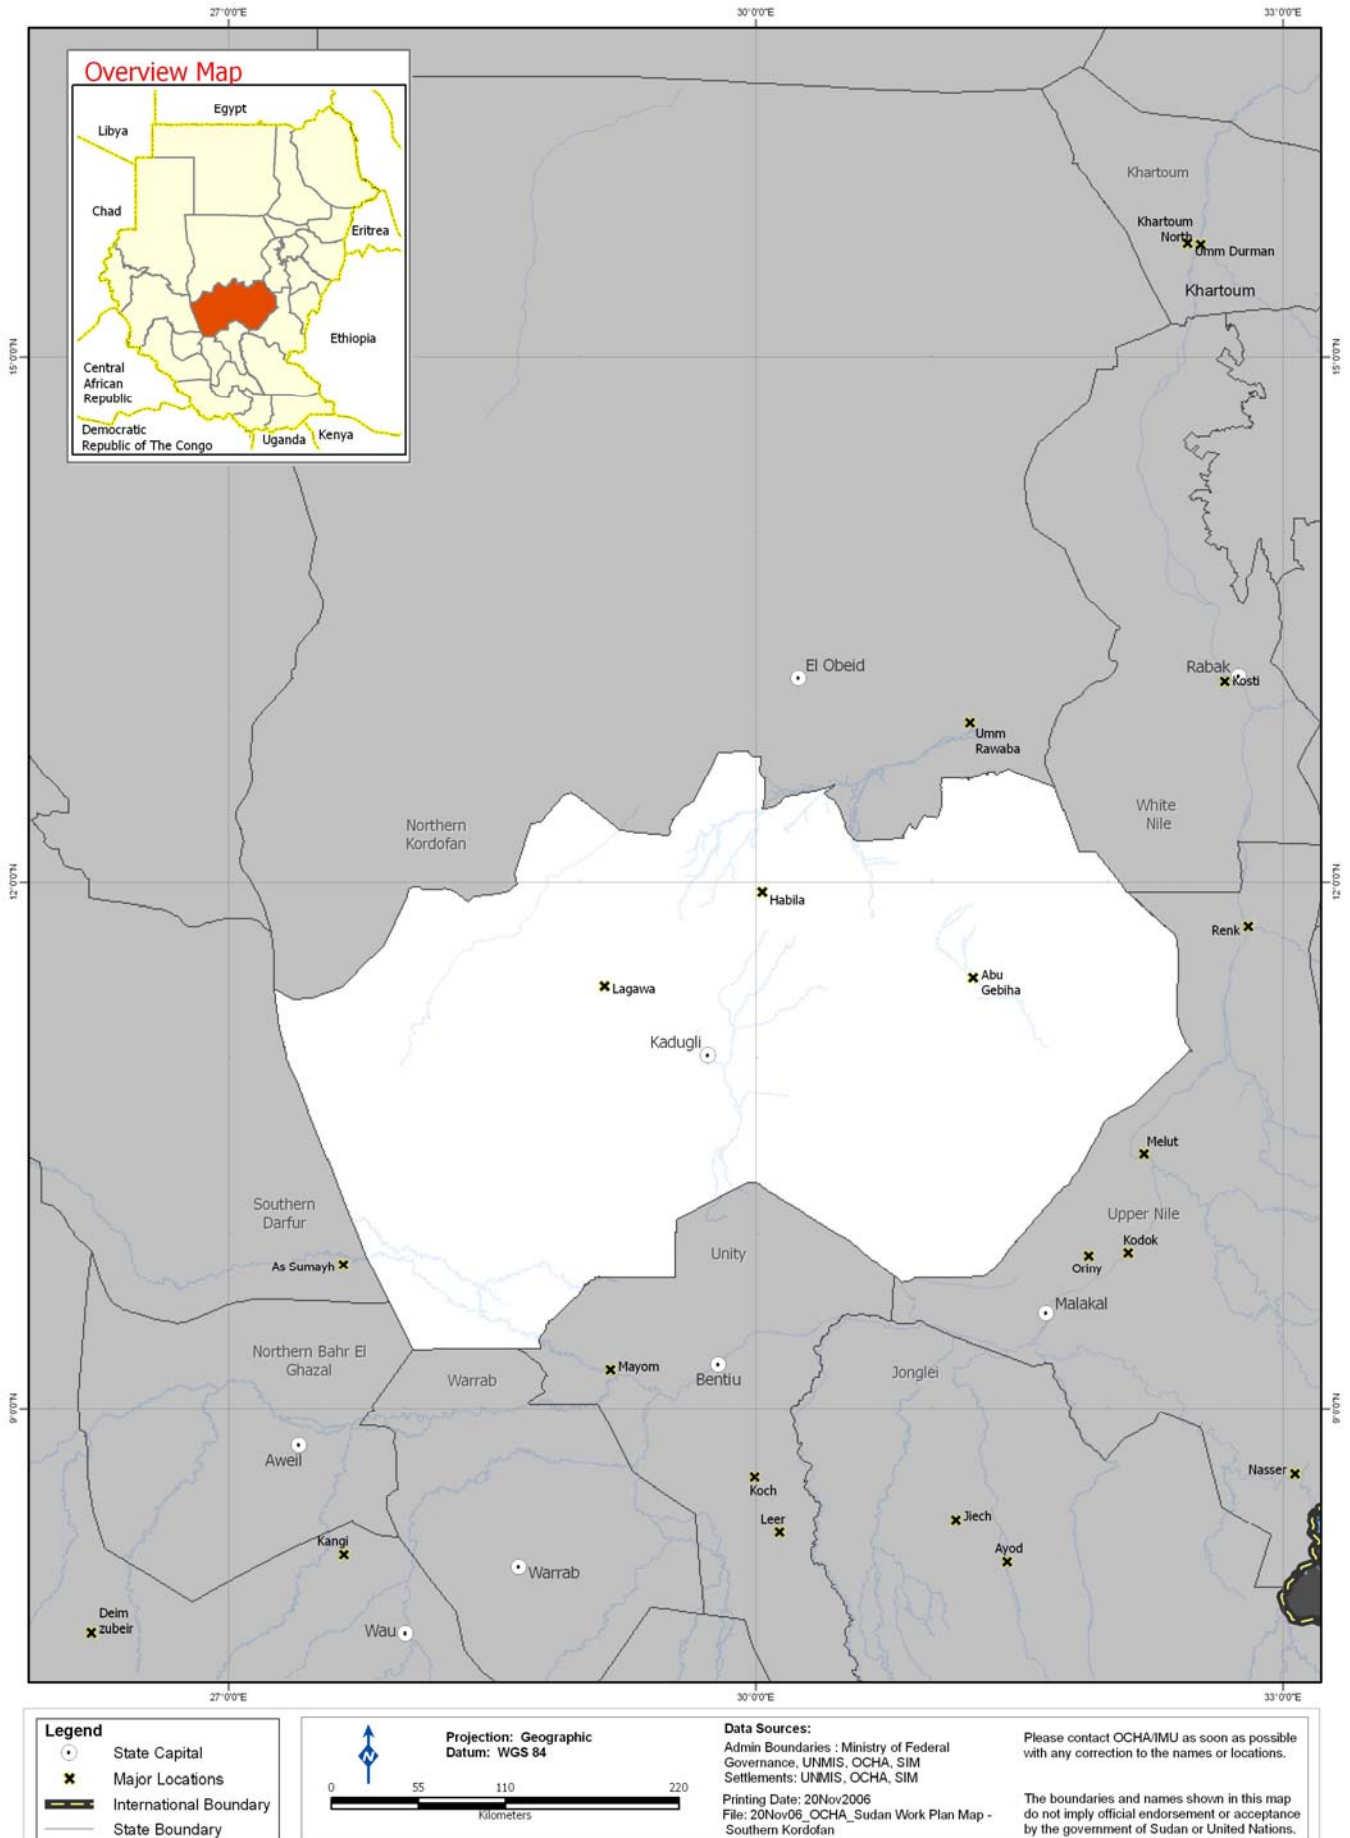 27°0'0"E
30°0'0"E
33°0'0"E
Overview Map
Egypt
Libya
Chad
Eritrea
Ethiopia
Central
African
Republic
Democratic
Republic of The Congo
Uganda
Kenya
Khartoum
Khartoum
North
Umm Durman
Khartoum
15°0'0"N
15°0'0"N
El Obeid
Rabak
Kosti
Umm
Rawaba
Northern
Kordofan
White
Nile
12°0'0"N
12°0'0"N
Habila
Renk
Lagawa
Abu
Gebiha
Kadugli
Melut
Southern
Darfur
Upper Nile
Unity
Kodok
As Sumayh
Oriny
Malakal
Northern Bahr El
Ghazal
Warrab
Mayom
Bentiu
Jonglei
9°0'0"N
9°0'0"N
Aweil
Nasser
Koch
Leer
Jiech
Kangi
Ayod
Warrab
Deim
zubeir
Wau
27°0'0"E
30°0'0"E
33°0'0"E
Legend
State Capital
Major Locations
International Boundary
State Boundary
N
Projection: Geographic
Datum: WGS 84
0 55 110 220
Kilometers
Data Sources:
Admin Boundaries : Ministry of Federal
Governance, UNMIS, OCHA, SIM
Settlements: UNMIS, OCHA, SIM
Printing Date: 20Nov2006
File: 20Nov06_OCHA_Sudan Work Plan Map -
Southern Kordofan
Please contact OCHA/IMU as soon as possible
with any correction to the names or locations.
The boundaries and names shown in this map
do not imply official endorsement or acceptance
by the government of Sudan or United Nations.